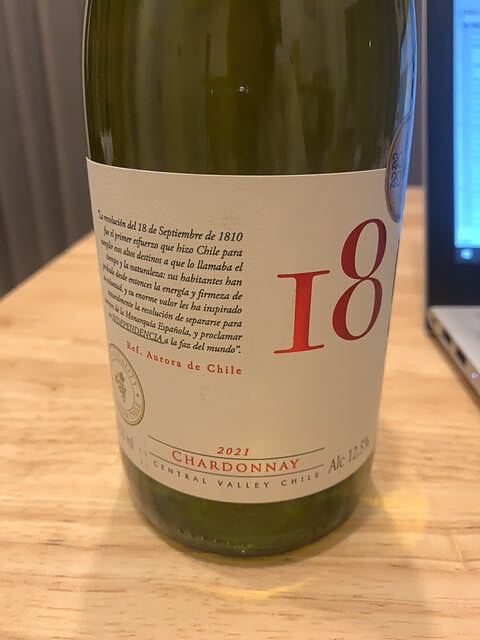 "La revolución del 18 de Septiembre de 1810
fue el primer esfuerzo que hizo Chile para
cumplir esos altos destinos a que lo llamaba el
tiempo y la naturaleza: sus habitantes han
probado desde entonces la energía y firmeza de
su voluntad, y su enorme valor les ha inspirado
la resolución de separarse para
de la Monarquía Española, y proclamar
su INDEPENDENCIA a la faz del mundo".
Ref. Aurora de Chile
18
2021
CHARDONNAY
CENTRAL VALLEY CHILE
ml
Alc 12,5%